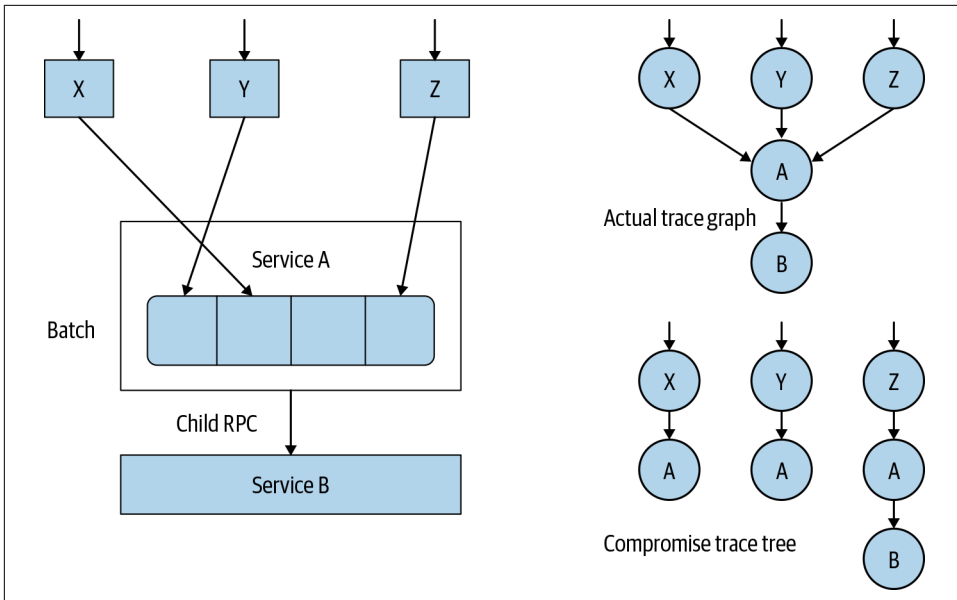 X
Y
Z
Service A
Batch
Child RPC
Service B
X
Y
Z
A
Actual trace graph
B
X
Y
Z
A
A
A
Compromise trace tree
B